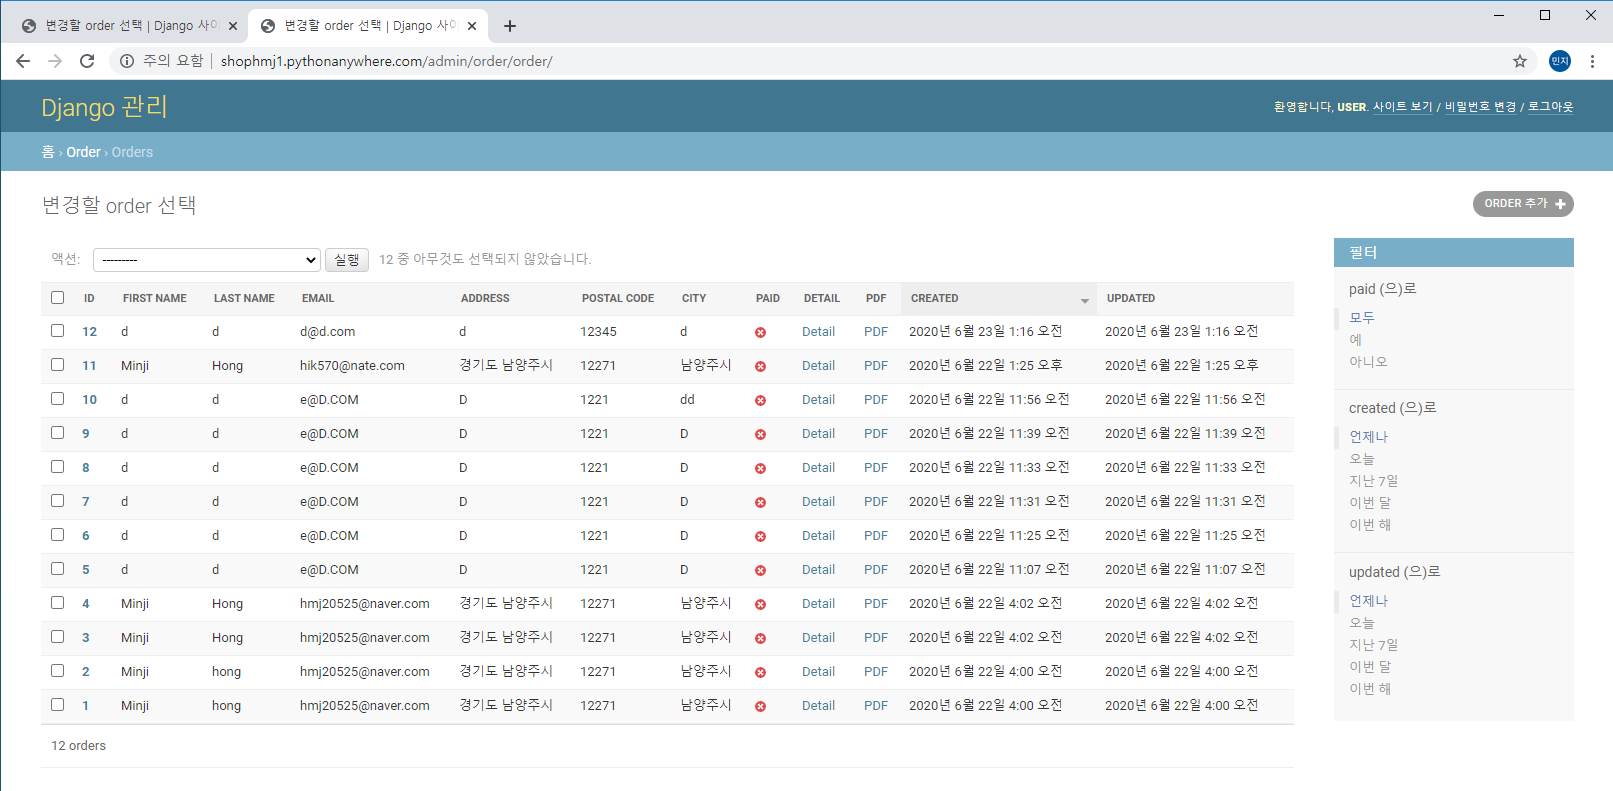 변경할 order 선택 | Django 사이
변경할 order 선택 | Django 사이
주의 요함 | shophmj1.pythonanywhere.com/admin/order/order/
민지
Django 관리
환영합니다, USER. 사이트 보기 / 비밀번호 변경 / 로그아웃
홈 › Order › Orders
변경할 order 선택
ORDER 추가
액션: --------- 실행 12 중 아무것도 선택되지 않았습니다.
ID FIRST NAME LAST NAME EMAIL ADDRESS POSTAL CODE CITY PAID DETAIL PDF CREATED UPDATED
12 d d d@d.com d 12345 d Detail PDF 2020년 6월 23일 1:16 오전 2020년 6월 23일 1:16 오전
11 Minji Hong hik570@nate.com 경기도 남양주시 12271 남양주시 Detail PDF 2020년 6월 22일 1:25 오후 2020년 6월 22일 1:25 오후
10 d d e@D.COM D 1221 dd Detail PDF 2020년 6월 22일 11:56 오전 2020년 6월 22일 11:56 오전
9 d d e@D.COM D 1221 D Detail PDF 2020년 6월 22일 11:39 오전 2020년 6월 22일 11:39 오전
8 d d e@D.COM D 1221 D Detail PDF 2020년 6월 22일 11:33 오전 2020년 6월 22일 11:33 오전
7 d d e@D.COM D 1221 D Detail PDF 2020년 6월 22일 11:31 오전 2020년 6월 22일 11:31 오전
6 d d e@D.COM D 1221 D Detail PDF 2020년 6월 22일 11:25 오전 2020년 6월 22일 11:25 오전
5 d d e@D.COM D 1221 D Detail PDF 2020년 6월 22일 11:07 오전 2020년 6월 22일 11:07 오전
4 Minji Hong hmj20525@naver.com 경기도 남양주시 12271 남양주시 Detail PDF 2020년 6월 22일 4:02 오전 2020년 6월 22일 4:02 오전
3 Minji Hong hmj20525@naver.com 경기도 남양주시 12271 남양주시 Detail PDF 2020년 6월 22일 4:02 오전 2020년 6월 22일 4:02 오전
2 Minji hong hmj20525@naver.com 경기도 남양주시 12271 남양주시 Detail PDF 2020년 6월 22일 4:00 오전 2020년 6월 22일 4:00 오전
1 Minji hong hmj20525@naver.com 경기도 남양주시 12271 남양주시 Detail PDF 2020년 6월 22일 4:00 오전 2020년 6월 22일 4:00 오전
12 orders
필터
paid (으)로
모두
예
아니오
created (으)로
언제나
오늘
지난 7일
이번 달
이번 해
updated (으)로
언제나
오늘
지난 7일
이번 달
이번 해